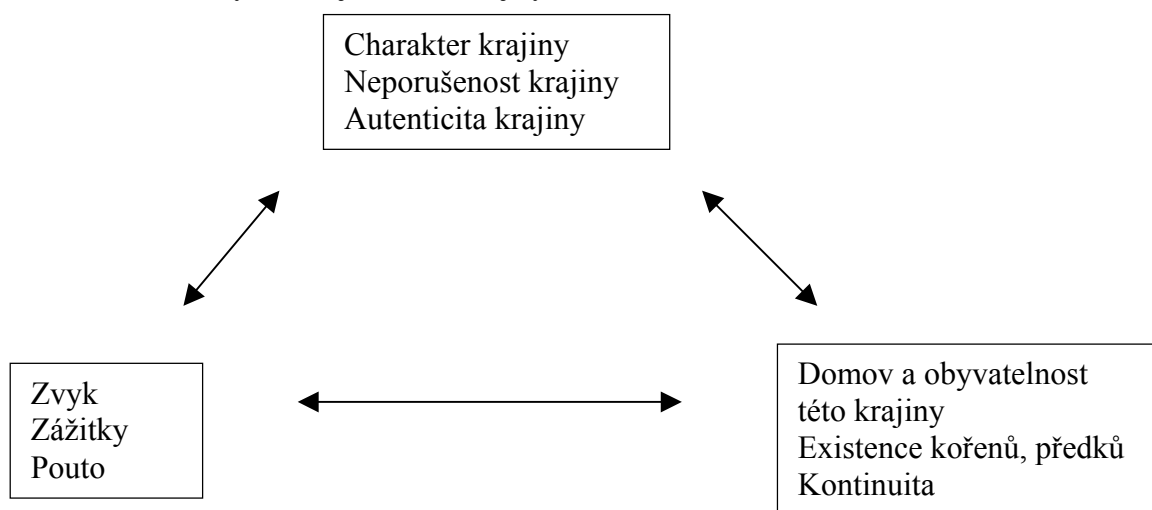 Charakter krajiny
Neporušenost krajiny
Autenticita krajiny
Zvyk
Zážitky
Pouto
Domov a obyvatelnost
této krajiny
Existence kořenů, předků
Kontinuita